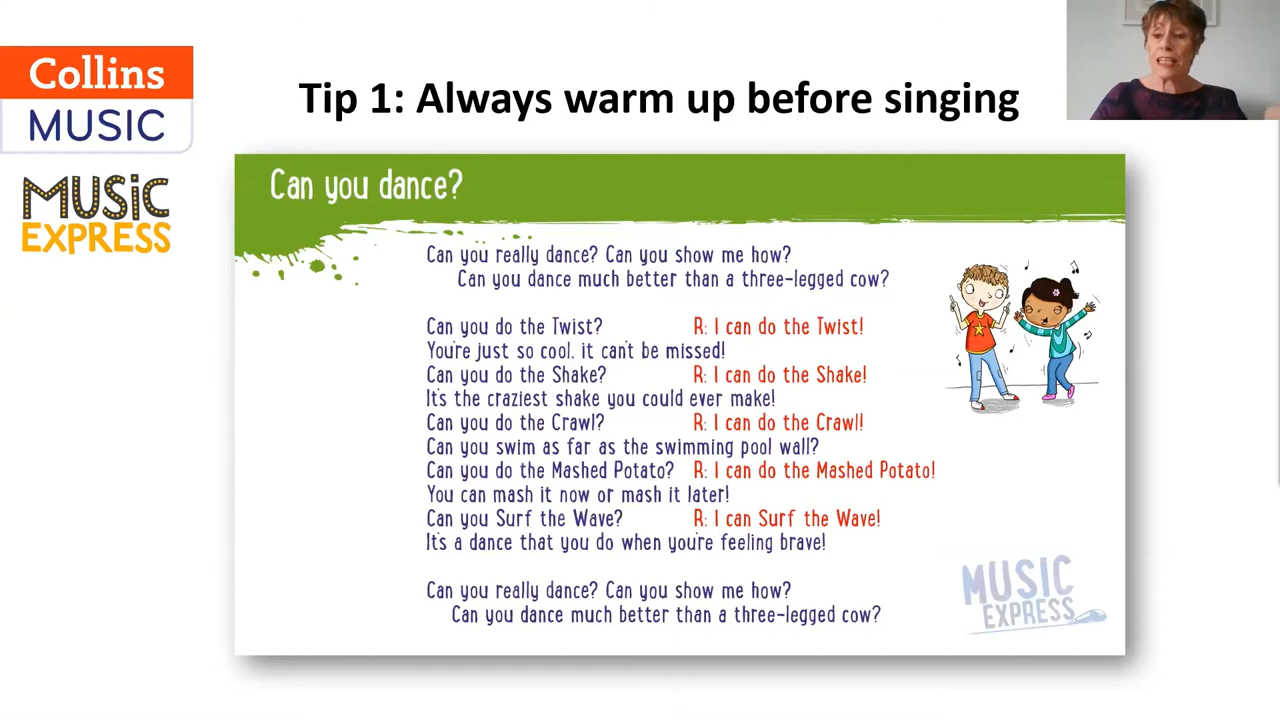 Collins
MUSIC
MUSIC
EXPRESS
Tip 1: Always warm up before singing
Can you dance?
Can you really dance? Can you show me how?
Can you dance much better than a three-legged cow?
Can you do the Twist? R: I can do the Twist!
You're just so cool, it can't be missed!
Can you do the Shake? R: I can do the Shake!
It's the craziest shake you could ever make!
Can you do the Crawl? R: I can do the Crawl!
Can you swim as far as the swimming pool wall?
Can you do the Mashed Potato? R: I can do the Mashed Potato!
You can mash it now or mash it later!
Can you Surf the Wave? R: I can Surf the Wave!
It's a dance that you do when you're feeling brave!
Can you really dance? Can you show me how?
Can you dance much better than a three-legged cow?
MUSIC
EXPRESS